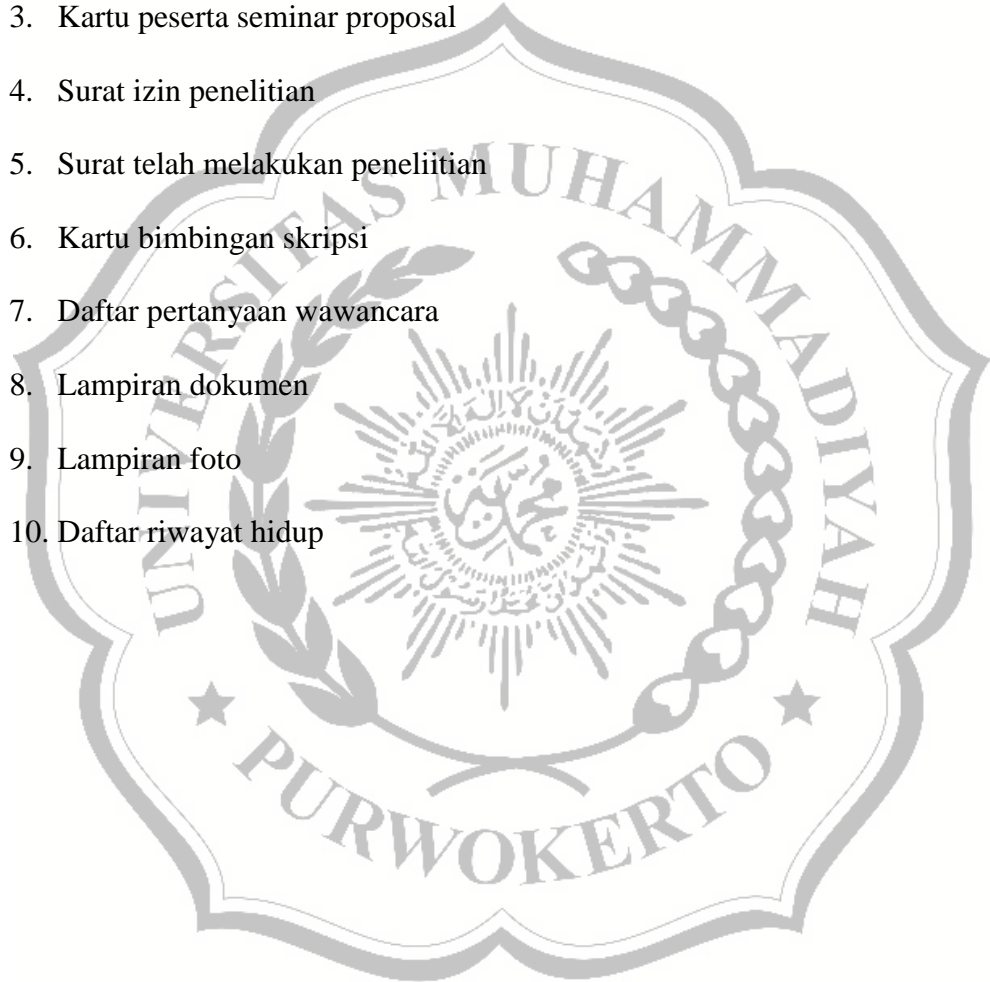 3. Kartu peserta seminar proposal
4. Surat izin penelitian
5. Surat telah melakukan peneliitian
6. Kartu bimbingan skripsi
7. Daftar pertanyaan wawancara
8. Lampiran dokumen
9. Lampiran foto
10. Daftar riwayat hidup
UNIVERSITAS MUHAMMADIYAH
PURWOKERTO